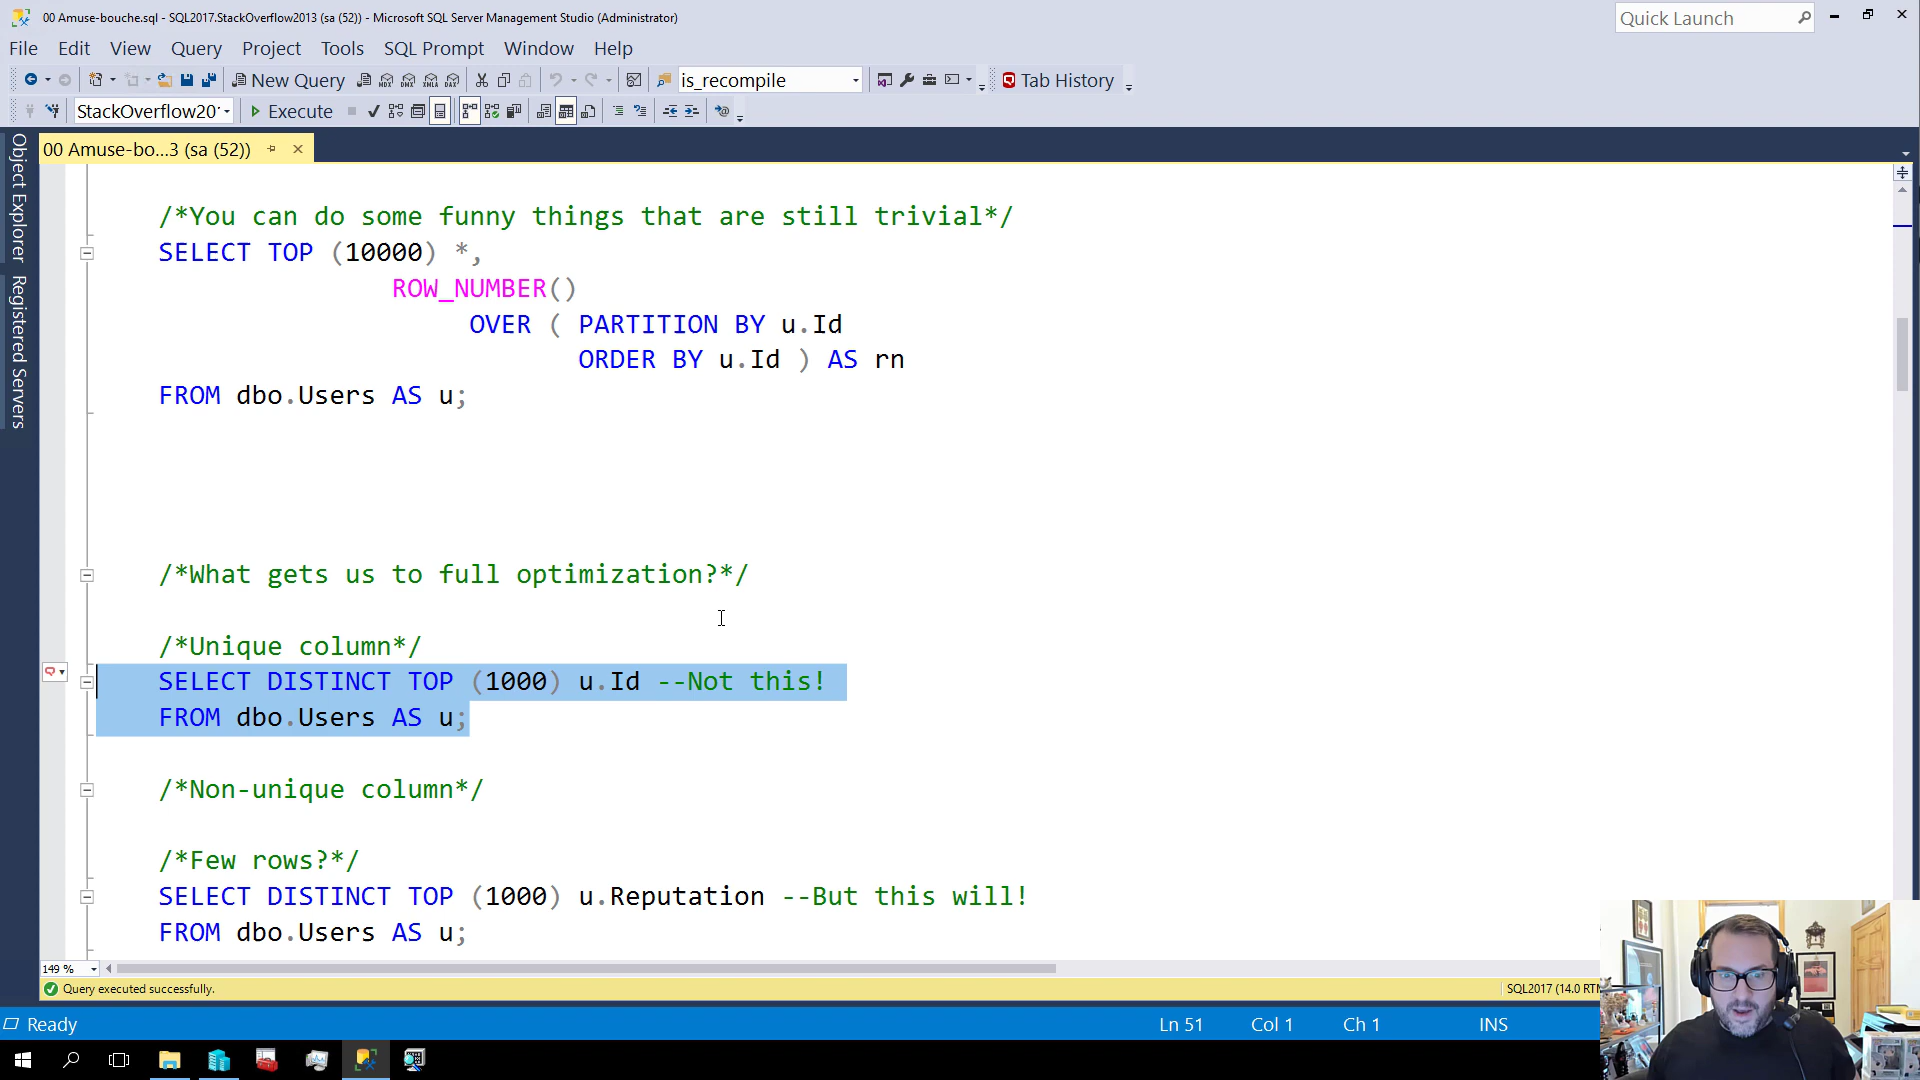 00 Amuse-bouche.sql - SQL2017.StackOverflow2013 (sa (52)) - Microsoft SQL Server Management Studio (Administrator)
Quick Launch
File Edit View Query Project Tools SQL Prompt Window Help
New Query
is_recompile
Tab History
StackOverflow20
Execute
00 Amuse-bo...3 (sa (52))
Object Explorer
Registered Servers
/*You can do some funny things that are still trivial*/
SELECT TOP (10000) *,
ROW_NUMBER()
OVER ( PARTITION BY u.Id
ORDER BY u.Id ) AS rn
FROM dbo.Users AS u;
/*What gets us to full optimization?*/
/*Unique column*/
SELECT DISTINCT TOP (1000) u.Id --Not this!
FROM dbo.Users AS u;
/*Non-unique column*/
/*Few rows?*/
SELECT DISTINCT TOP (1000) u.Reputation --But this will!
FROM dbo.Users AS u;
149 %
Query executed successfully.
SQL2017 (14.0 RTM
Ready
Ln 51
Col 1
Ch 1
INS